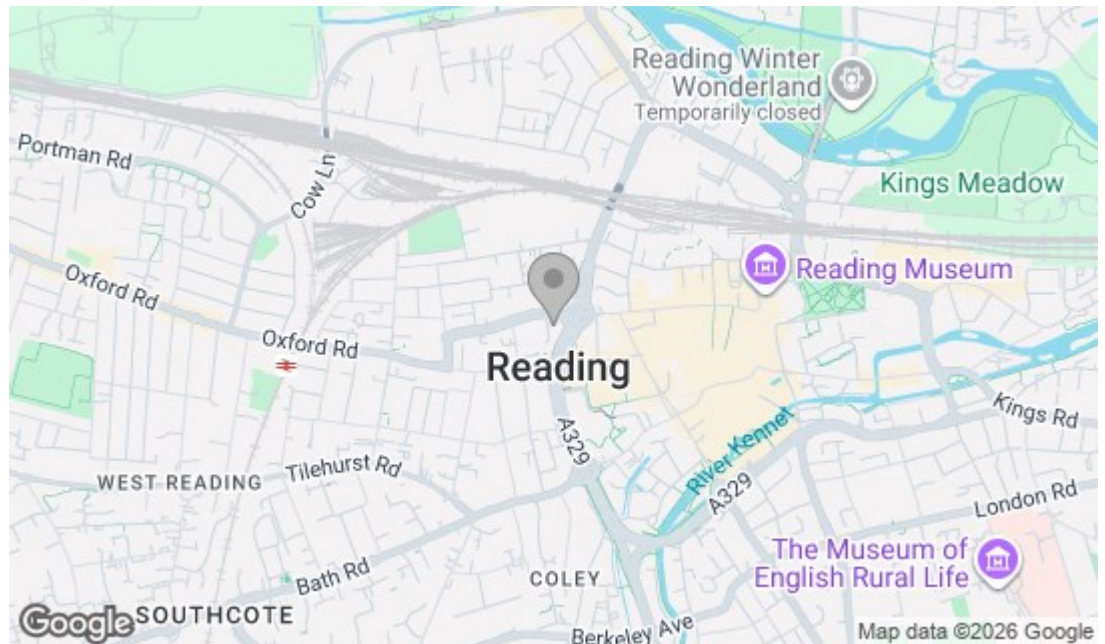 Reading Winter
Wonderland
Temporarily closed
Portman Rd
Cow Ln
Kings Meadow
Reading Museum
Oxford Rd
Oxford Rd
Reading
Kings Rd
A329
River Kennet
WEST READING
Tilehurst Rd
A329
London Rd
The Museum of
English Rural Life
Bath Rd
COLEY
SOUTHCOTE
Berkeley Ave
Google
Map data ©2026 Google